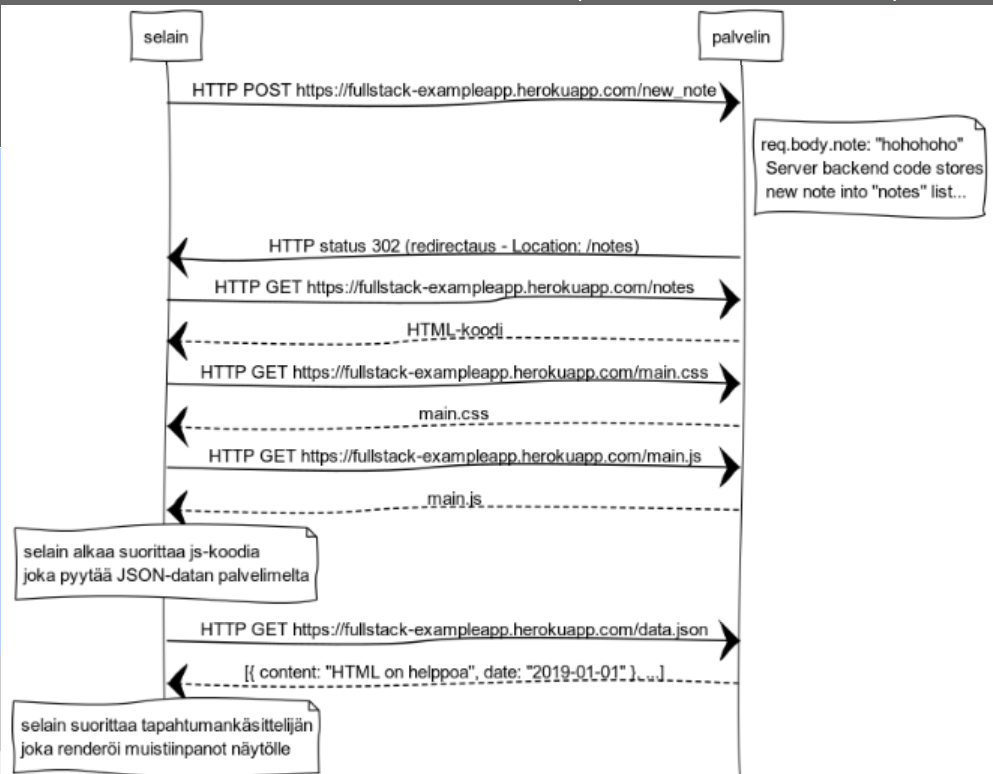 selain
palvelin
HTTP POST https://fullstack-exampleapp.herokuapp.com/new_note
req.body.note: "hohohoho"
Server backend code stores
new note into "notes" list...
HTTP status 302 (redirectaus - Location: /notes)
HTTP GET https://fullstack-exampleapp.herokuapp.com/notes
HTML-koodi
HTTP GET https://fullstack-exampleapp.herokuapp.com/main.css
main.css
HTTP GET https://fullstack-exampleapp.herokuapp.com/main.js
main.js
selain alkaa suorittaa js-koodia
joka pyytää JSON-datan palvelimelta
HTTP GET https://fullstack-exampleapp.herokuapp.com/data.json
[{ content: "HTML on helppoa", date: "2019-01-01" }, ...]
selain suorittaa tapahtumankäsittelijän
joka renderöi muistiinpanot näytölle